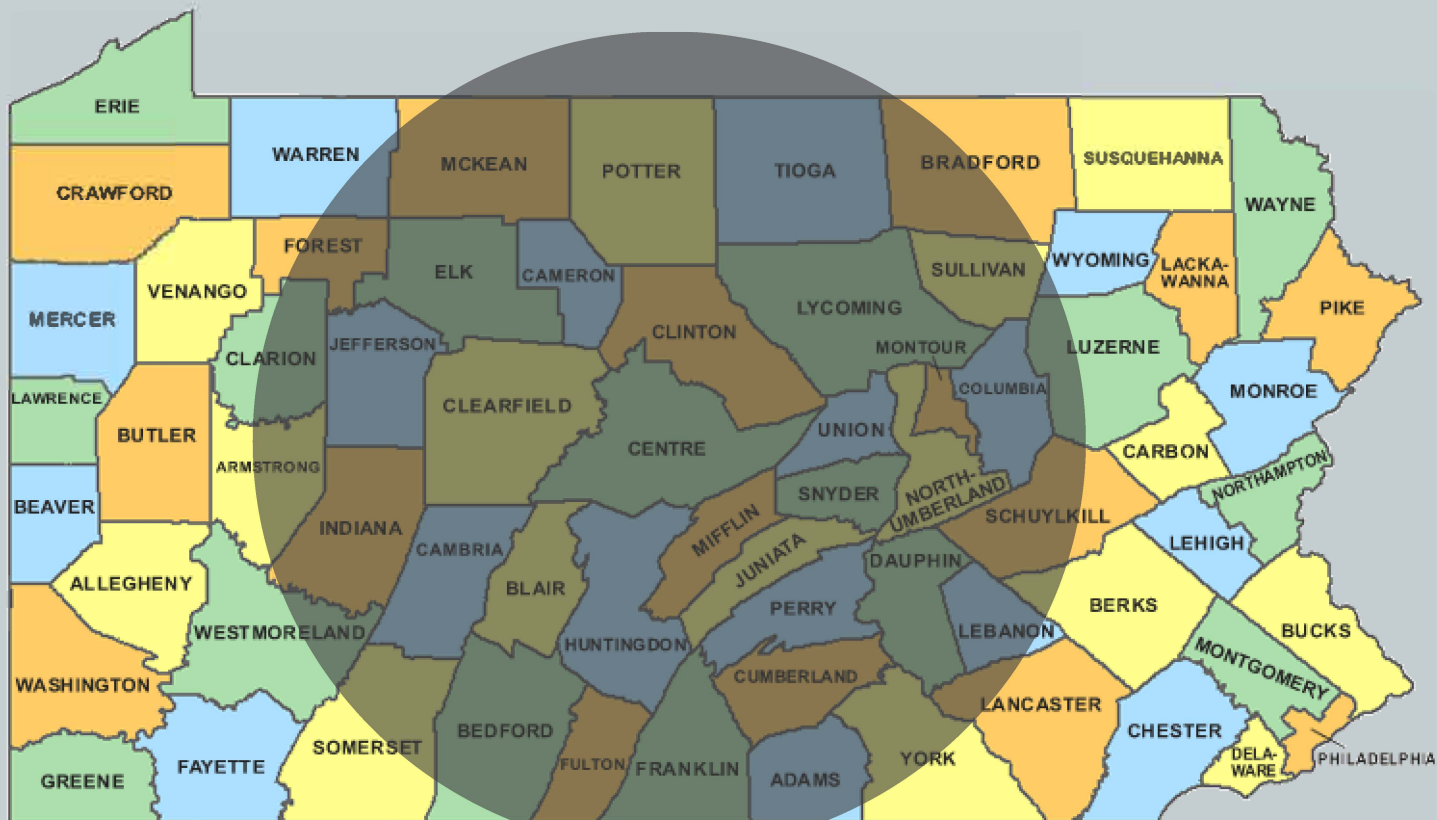 ERIE
WARREN
MCKEAN
POTTER
TIOGA
BRADFORD
SUSQUEHANNA
WAYNE
CRAWFORD
FOREST
ELK
CAMERON
SULLIVAN
WYOMING
LACKA-
WANNA
PIKE
VENANGO
MERCER
CLARION
JEFFERSON
CLINTON
LYCOMING
MONTOUR
COLUMBIA
LUZERNE
MONROE
LAWRENCE
BUTLER
ARMSTRONG
CLEARFIELD
CENTRE
UNION
CARBON
NORTHAMPTON
BEAVER
INDIANA
CAMBRIA
MIFFLIN
SNYDER
NORTH-
UMBERLAND
SCHUYLKILL
LEHIGH
ALLEGHENY
WESTMORELAND
BLAIR
HUNTINGDON
JUNIATA
PERRY
DAUPHIN
LEBANON
BERKS
BUCKS
MONTGOMERY
WASHINGTON
CUMBERLAND
LANCASTER
CHESTER
GREENE
FAYETTE
SOMERSET
BEDFORD
FULTON
FRANKLIN
ADAMS
YORK
DELA-
WARE
PHILADELPHIA